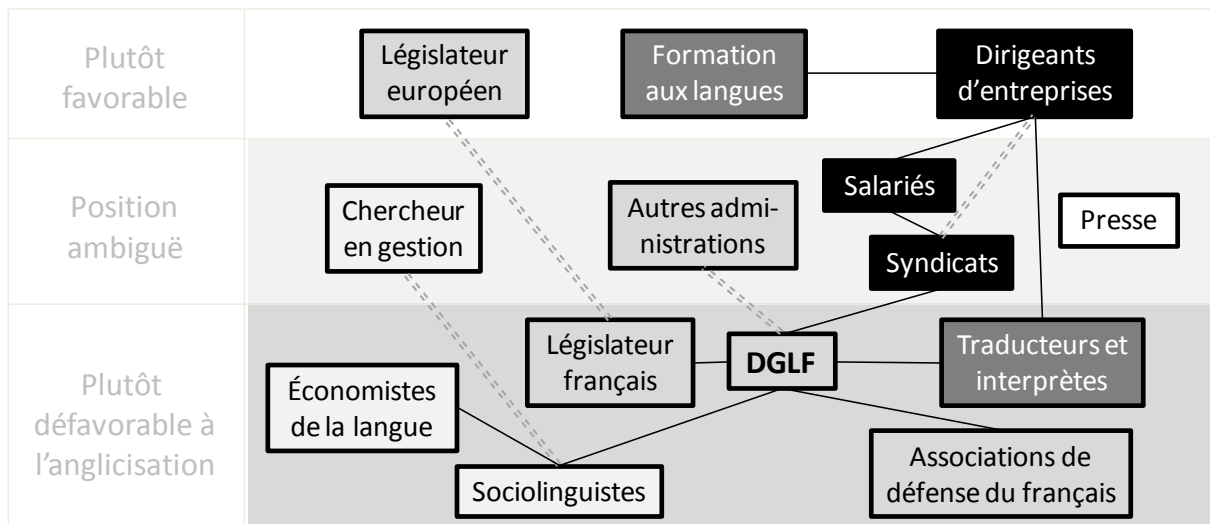 Plutôt
favorable
Législateur
européen
Formation
aux langues
Dirigeants
d'entreprises
Position
ambiguë
Chercheur
en gestion
Autres admi-
nistrations
Salariés
Syndicats
Presse
Plutôt
défavorable à
l'anglicisation
Économistes
de la langue
Législateur
français
DGLF
Traducteurs et
interprètes
Sociolinguistes
Associations de
défense du français